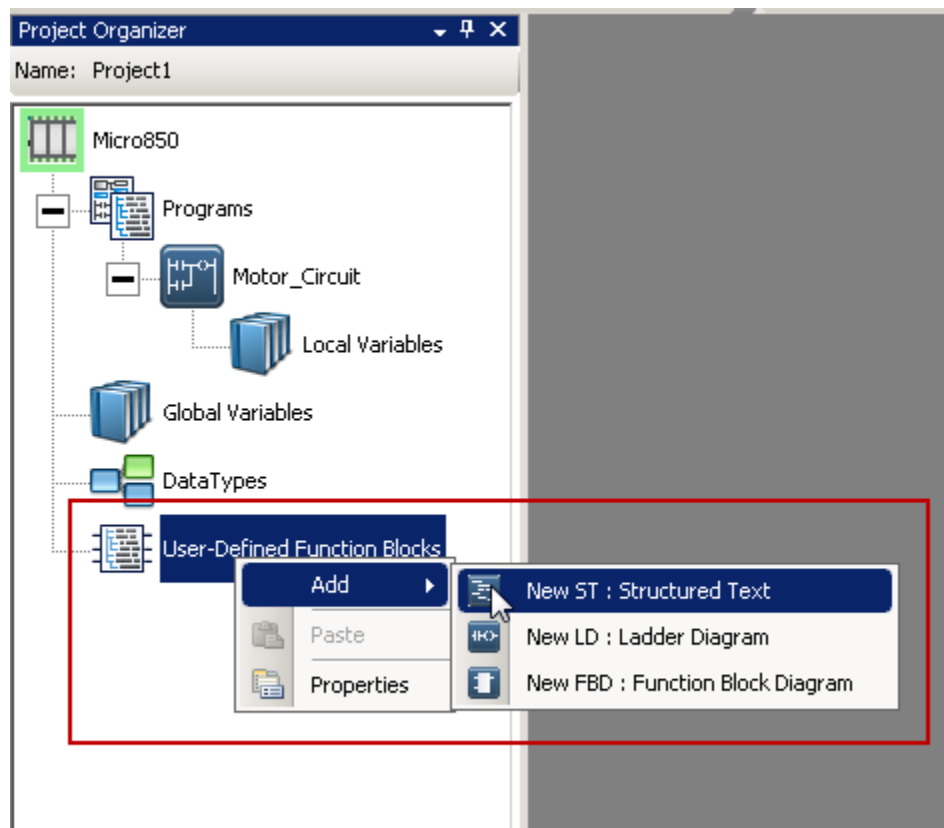 Project Organizer
Name: Project1
Micro850
Programs
Motor_Circuit
Local Variables
Global Variables
DataTypes
User-Defined Function Blocks
Add
Paste
Properties
New ST : Structured Text
New LD : Ladder Diagram
New FBD : Function Block Diagram